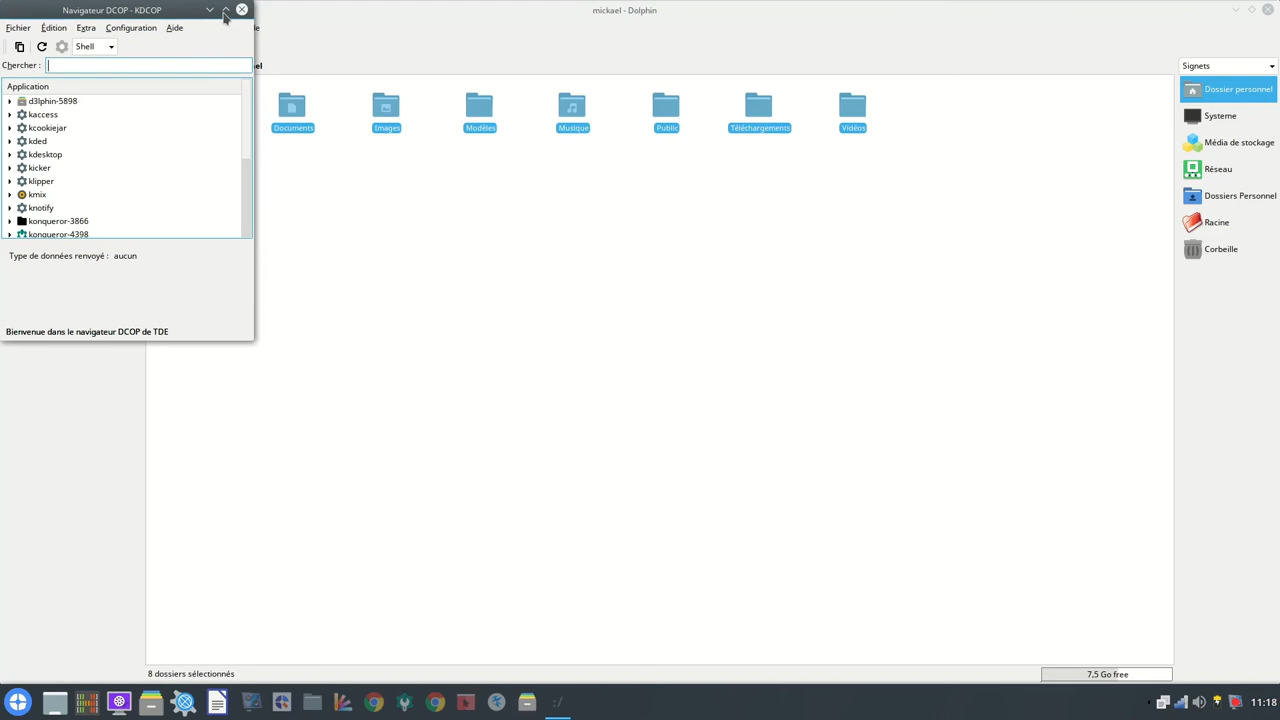 Navigateur DCOP - KDCOP
mickael - Dolphin
Fichier Édition Extra Configuration Aide
Shell
Chercher :
Application
d3lphin-5898
kaccess
kcookiejar
kded
kdesktop
kicker
klipper
kmix
knotify
konqueror-3866
konqueror-4398
Type de données renvoyé : aucun
Bienvenue dans le navigateur DCOP de TDE
Documents Images Modèles Musique Public Téléchargements Vidéos
Signets
Dossier personnel
Systeme
Média de stockage
Réseau
Dossiers Personnel
Racine
Corbeille
8 dossiers sélectionnés
7,5 Go free
11:18